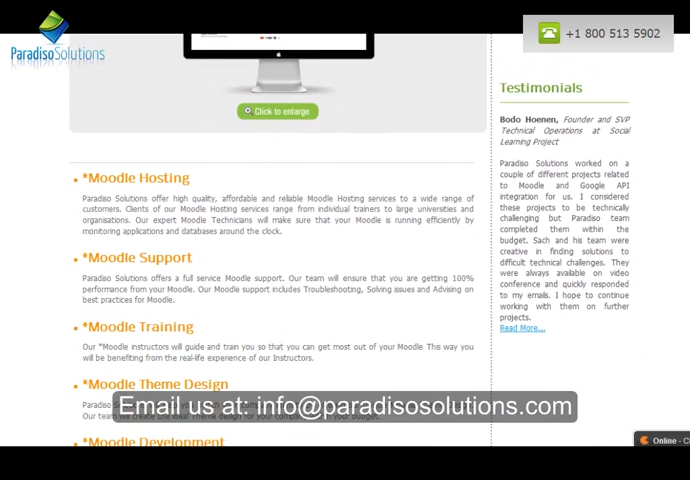 ParadisoSolutions
+1 800 513 5902
Click to enlarge
*Moodle Hosting
Paradiso Solutions offer high quality, affordable and reliable Moodle Hosting services to a wide range of
customers. Clients of our Moodle Hosting services range from individual trainers to large universities and
organisations. Our expert Moodle Technicians will make sure that your Moodle is running efficiently by
monitoring applications and databases around the clock.
*Moodle Support
Paradiso Solutions offers a full service Moodle support. Our team will ensure that you are getting 100%
performance from your Moodle. Our Moodle support includes Troubleshooting, Solving issues and Advising on
best practices for Moodle.
*Moodle Training
Our *Moodle instructors will guide and train you so that you can get most out of your Moodle This way you
will be benefiting from the real-life experience of our Instructors.
*Moodle Theme Design
Our team
*Moodle Development
Email us at: info@paradisosolutions.com
Testimonials
Bodo Hoenen, Founder and SVP
Technical Operations at Social
Learning Project
Paradiso Solutions worked on a
couple of different projects related
to Moodle and Google API
integration for us. I considered
these projects to be technically
challenging but Paradiso team
completed them within the
budget. Sach and his team were
creative in finding solutions to
difficult technical challenges. They
were always available on video
conference and quickly responded
to my emails. I hope to continue
working with them on further
projects.
Read More...
Online -